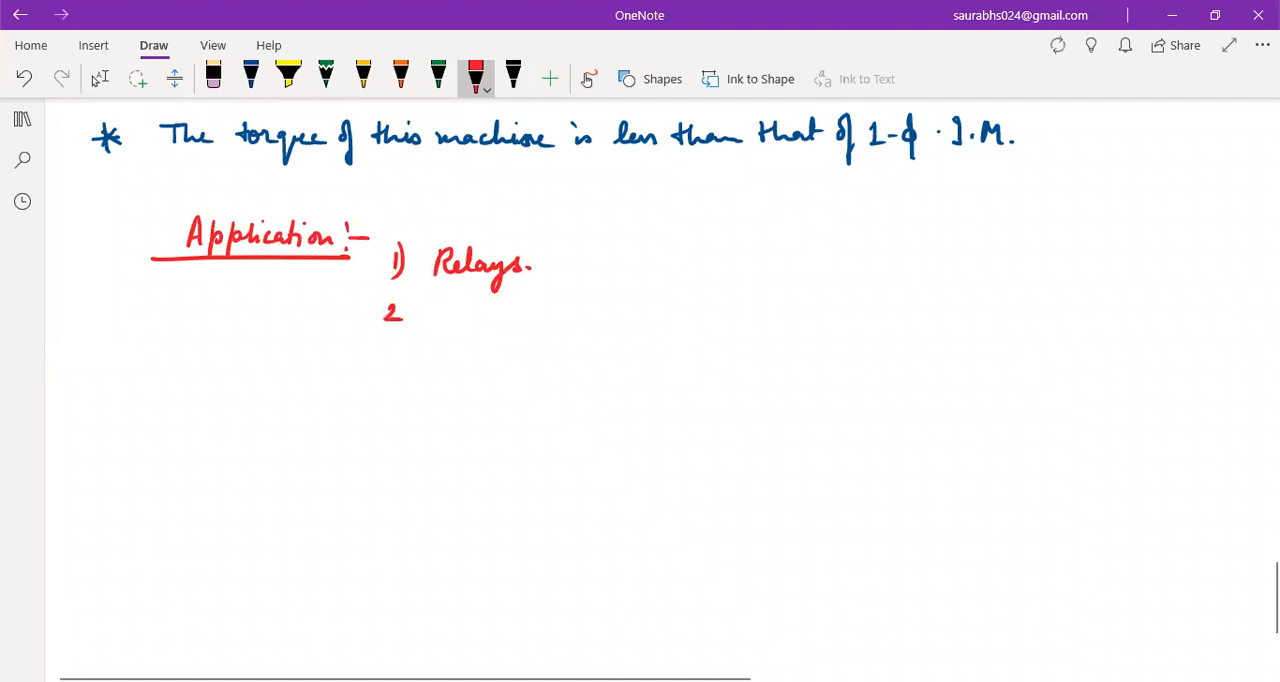 OneNote
saurabhs024@gmail.com
Home Insert Draw View Help
Share
Shapes
Ink to Shape
Ink to Text
* The torque of this machine is less than that of 1-ϕ . I.M.
Application :-
1) Relays.
2